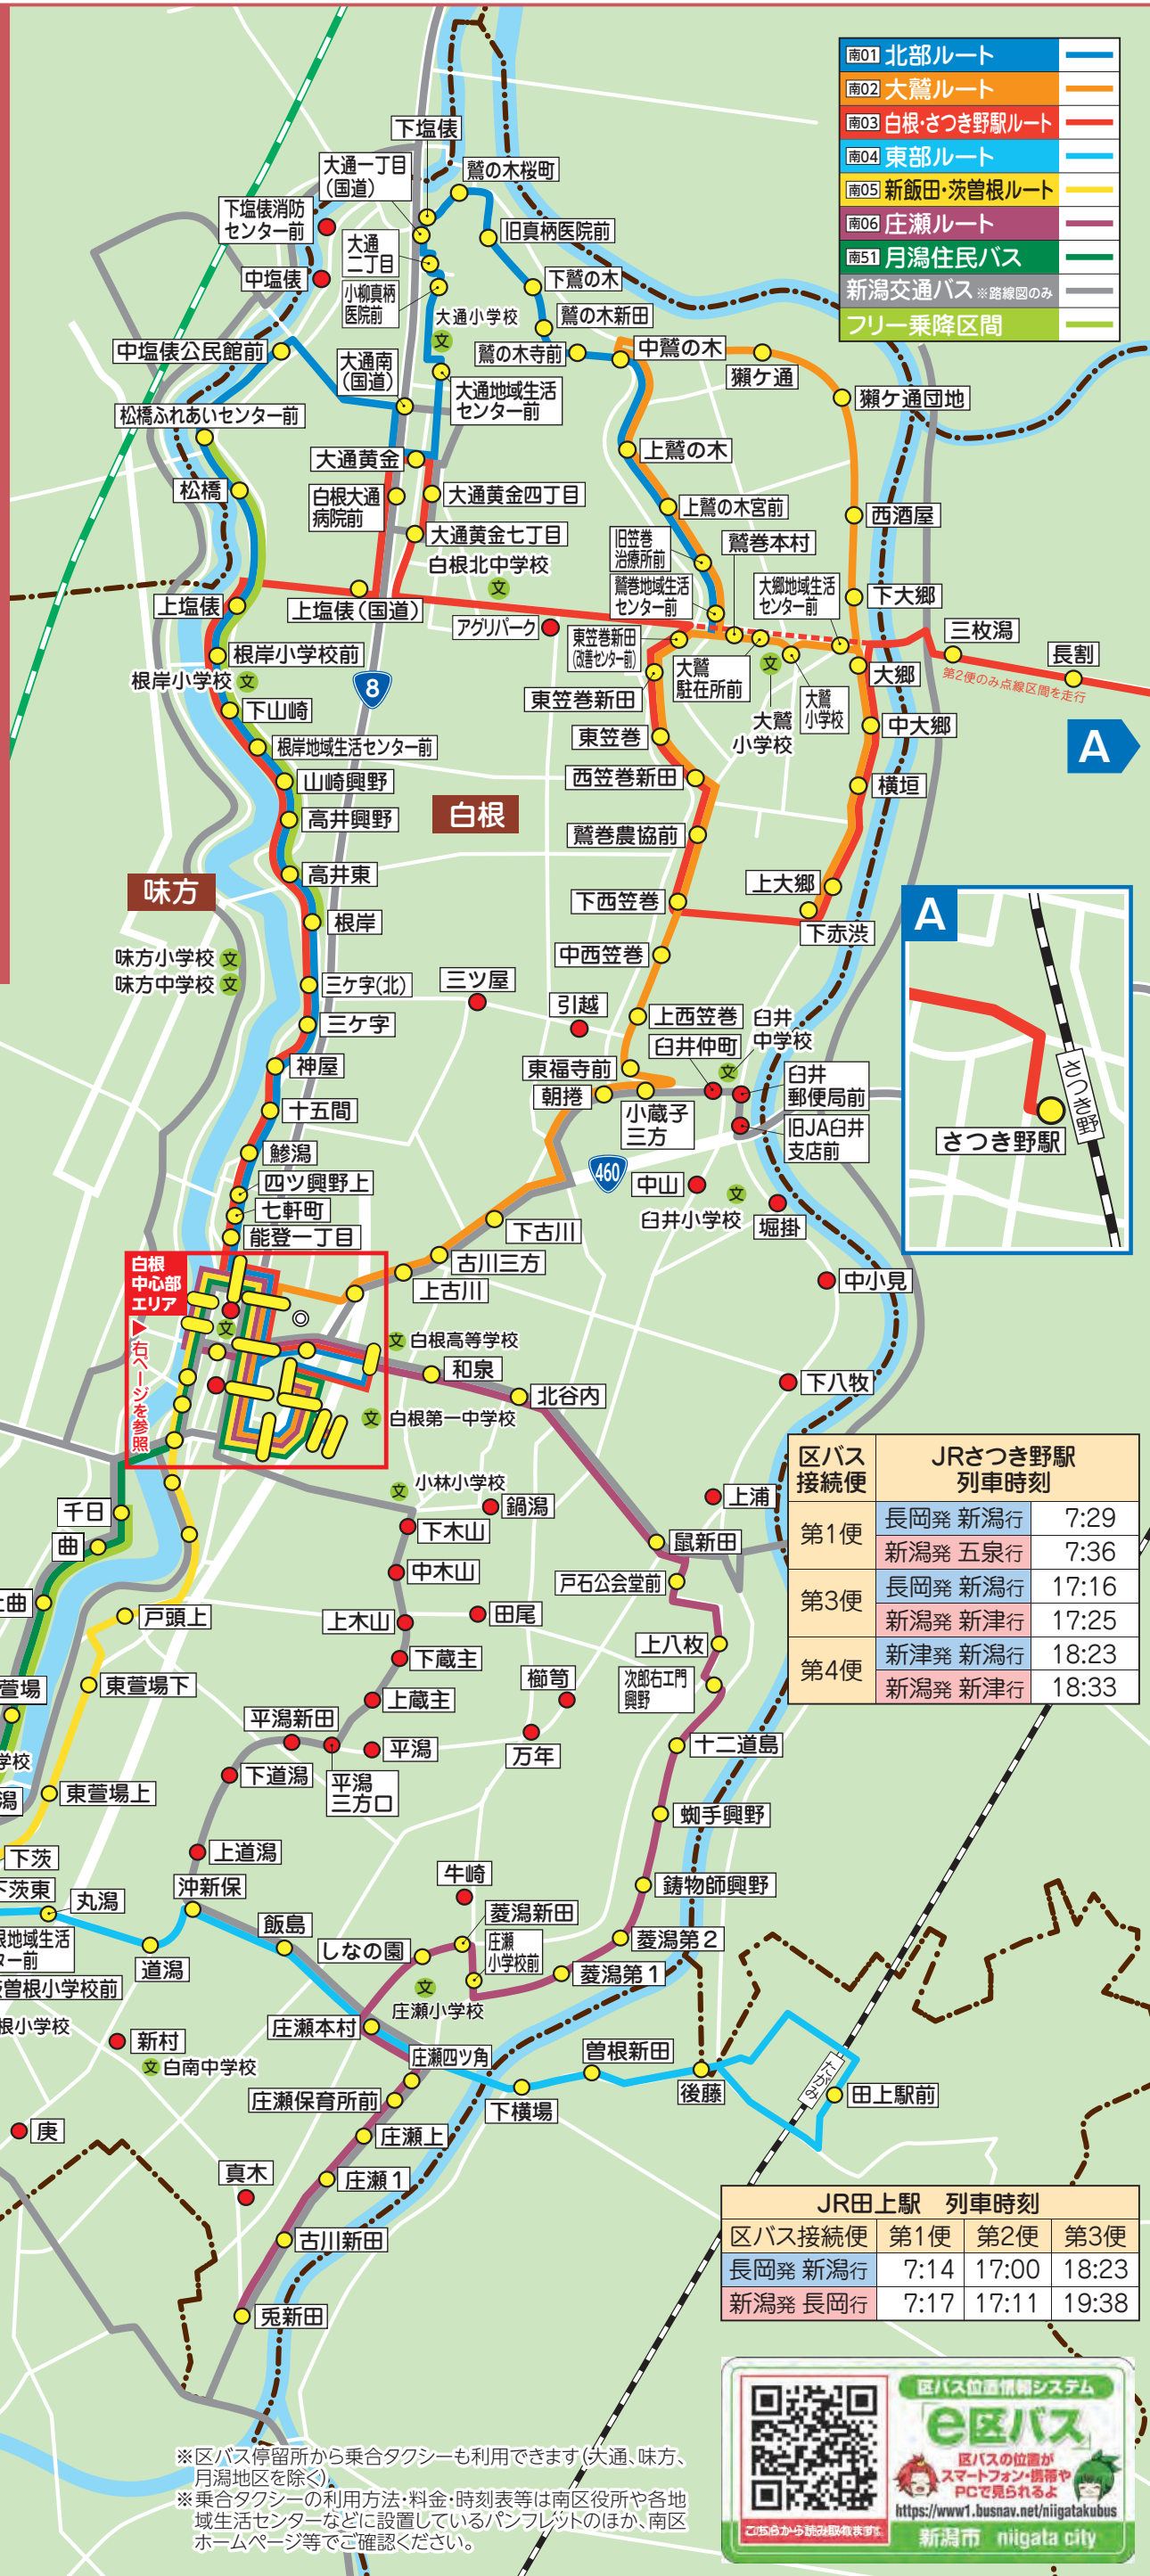 南01 北部ルート
南02 大鷲ルート
南03 白根・さつき野駅ルート
南04 東部ルート
南05 新飯田・茨曽根ルート
南06 庄瀬ルート
南51 月潟住民バス
新潟交通バス ※路線図のみ
フリー乗降区間
下塩俵
大通一丁目
(国道)
鷲の木桜町
下塩俵消防
センター前
旧真柄医院前
大通
二丁目
中塩俵
小柳真柄
医院前
下鷲の木
大通小学校
文
鷲の木新田
中塩俵公民館前
大通南
(国道)
鷲の木寺前
中鷲の木
獺ケ通
大通地域生活
センター前
獺ケ通団地
松橋ふれあいセンター前
大通黄金
上鷲の木
松橋
白根大通
病院前
大通黄金四丁目
上鷲の木宮前
西酒屋
大通黄金七丁目
旧笠巻
治療所前
鷲巻本村
白根北中学校
文
鷲巻地域生活
センター前
大郷地域生活
センター前
下大郷
上塩俵
上塩俵(国道)
アグリパーク
東笠巻新田
(改善センター前)
三枚潟
長割
根岸小学校前
根岸小学校 文
8
大鷲
駐在所前
文
大鷲
小学校
大鷲
小学校
大郷
第2便のみ点線区間を走行
下山崎
東笠巻新田
中大郷
根岸地域生活センター前
東笠巻
A
山崎興野
西笠巻新田
横垣
高井興野
白根
鷲巻農協前
高井東
味方
上大郷
下西笠巻
根岸
下赤渋
味方小学校 文
味方中学校 文
中西笠巻
三ケ字(北)
三ツ屋
引越
三ケ字
上西笠巻
臼井
中学校
文
臼井仲町
神屋
東福寺前
臼井
郵便局前
朝捲
小蔵子
三方
十五間
旧JA臼井
支店前
A
さつき野
さつき野駅
鯵潟
460
四ツ興野上
中山
文
臼井小学校
堀掛
七軒町
能登一丁目
下古川
古川三方
上古川
中小見
白根
中心部
エリア
▶右ページを参照
文
文 白根高等学校
和泉
北谷内
下八枚
文 白根第一中学校
小林小学校
文
鍋潟
上浦
千日
下木山
曲
鼠新田
中木山
戸石公会堂前
上木山
田尾
戸頭上
上八枚
下蔵主
東萱場下
次郎右エ門
興野
櫛笥
上蔵主
平潟新田
平潟
万年
十二道島
下道潟
平潟
三方口
東萱場上
蜘手興野
下茨
上道潟
牛崎
鋳物師興野
丸潟
沖新保
菱潟新田
飯島
しなの園
庄瀬
小学校前
菱潟第2
道潟
菱潟第1
文
庄瀬小学校
庄瀬本村
新村
文 白南中学校
庄瀬四ツ角
曽根新田
後藤
たがみ
田上駅前
庄瀬保育所前
下横場
庚
庄瀬上
真木
庄瀬1
古川新田
兎新田
区バス
接続便
JRさつき野駅
列車時刻
第1便 長岡発 新潟行 7:29
新潟発 五泉行 7:36
第3便 長岡発 新潟行 17:16
新潟発 新津行 17:25
第4便 新津発 新潟行 18:23
新潟発 新津行 18:33
JR田上駅 列車時刻
区バス接続便 第1便 第2便 第3便
長岡発 新潟行 7:14 17:00 18:23
新潟発 長岡行 7:17 17:11 19:38
※区バス停留所から乗合タクシーも利用できます(大通、味方、
月潟地区を除く)
※乗合タクシーの利用方法・料金・時刻表等は南区役所や各地
域生活センターなどに設置しているパンフレットのほか、南区
ホームページ等でご確認ください。
区バス位置情報システム
「e区バス」
区バスの位置が
スマートフォン・携帯や
PCで見られるよ
https://www1.busnav.net/niigatakubus
こちらから読み取れます。
新潟市 niigata city